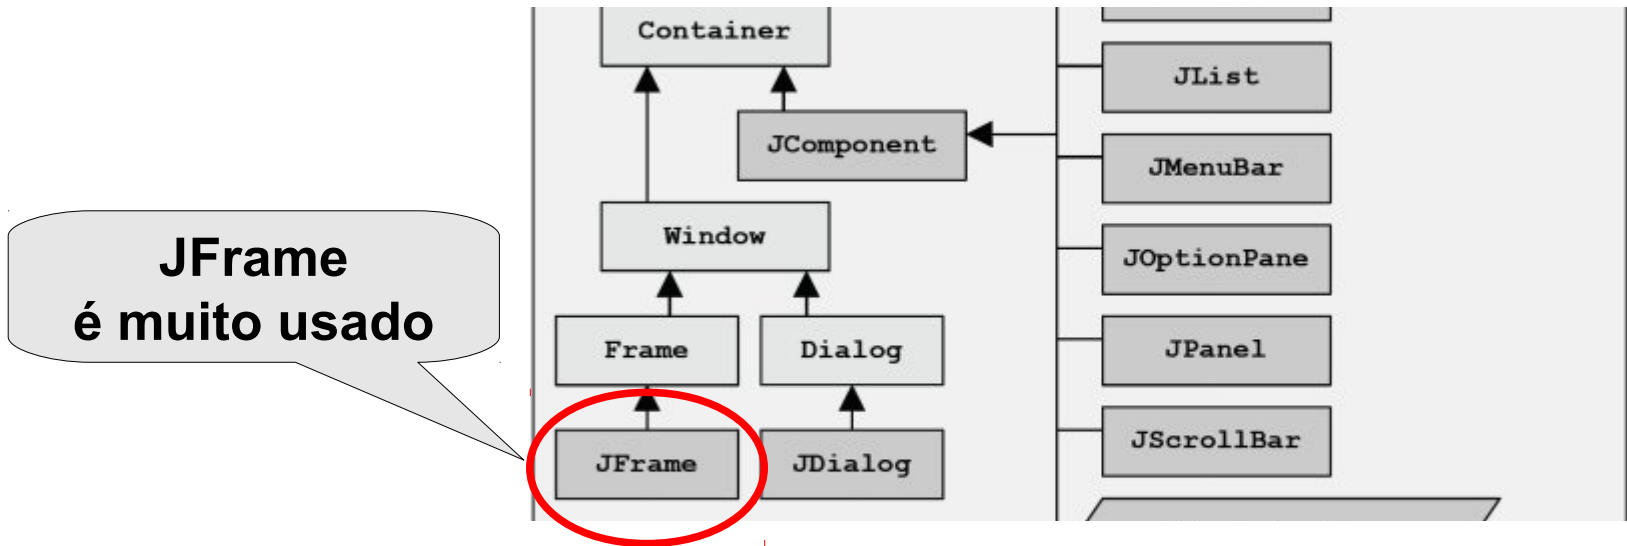 Container
JComponent
Window
Frame
Dialog
JFrame
JDialog
JList
JMenuBar
JOptionPane
JPanel
JScrollBar
JFrame
é muito usado